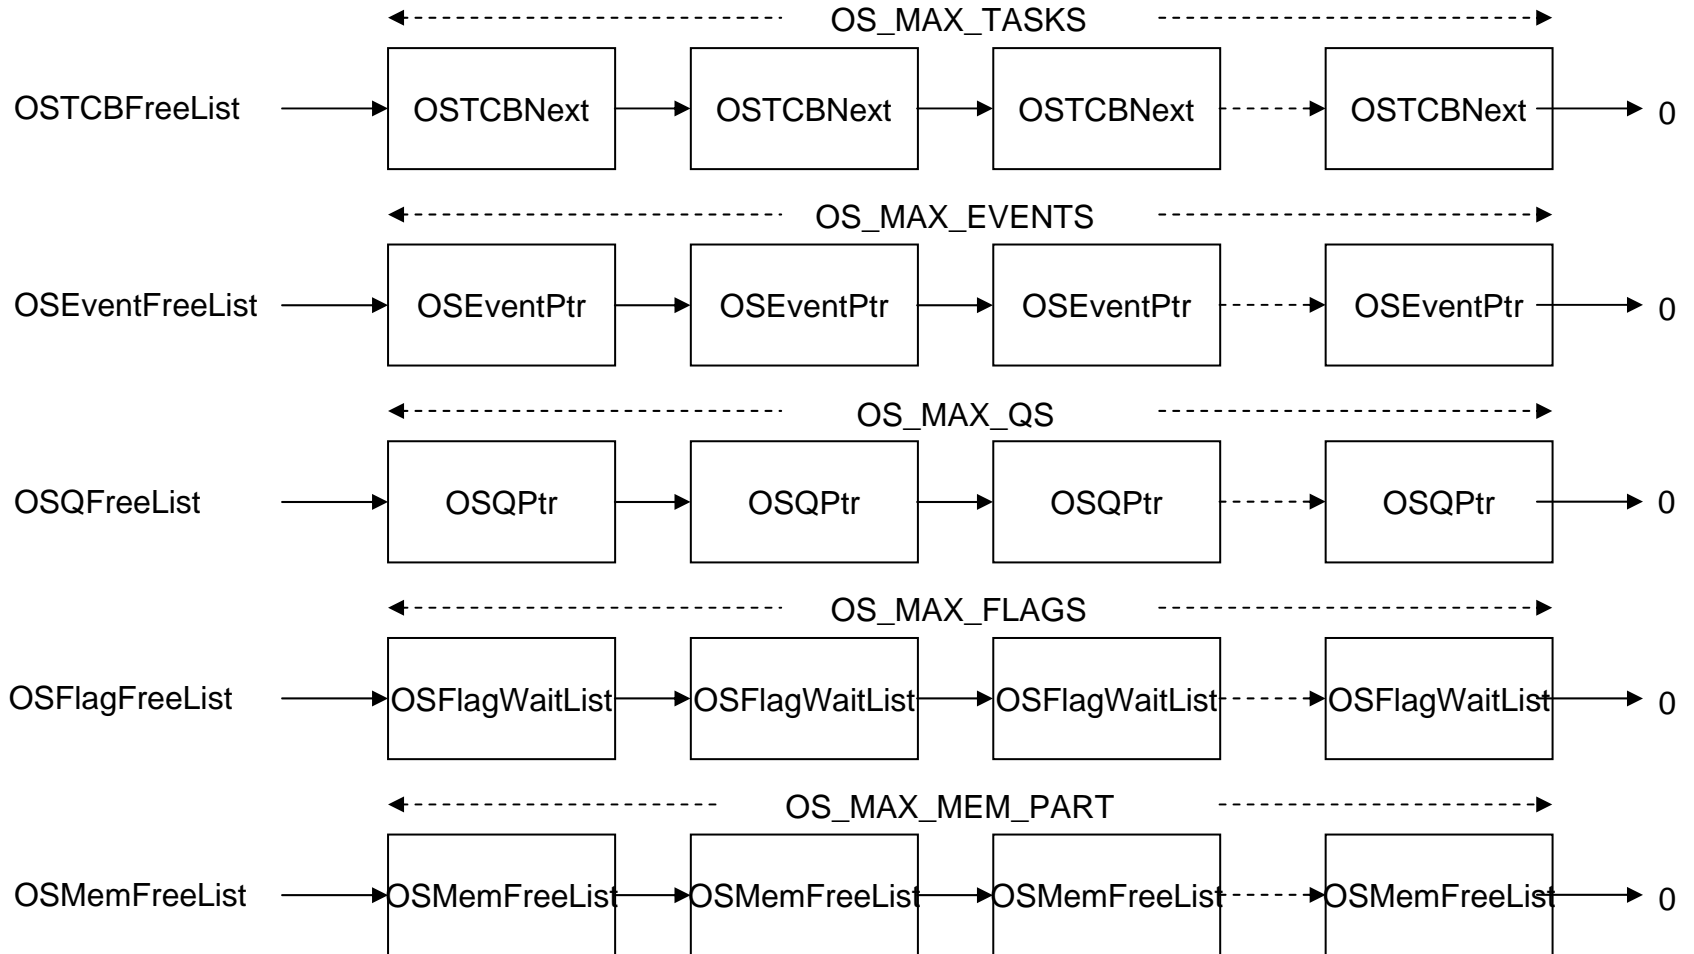 OS_MAX_TASKS
OSTCBFreeList OSTCBNext OSTCBNext OSTCBNext OSTCBNext 0
OS_MAX_EVENTS
OSEventFreeList OSEventPtr OSEventPtr OSEventPtr OSEventPtr 0
OS_MAX_QS
OSQFreeList OSQPtr OSQPtr OSQPtr OSQPtr 0
OS_MAX_FLAGS
OSFlagFreeList OSFlagWaitList OSFlagWaitList OSFlagWaitList OSFlagWaitList 0
OS_MAX_MEM_PART
OSMemFreeList OSMemFreeList OSMemFreeList OSMemFreeList OSMemFreeList 0